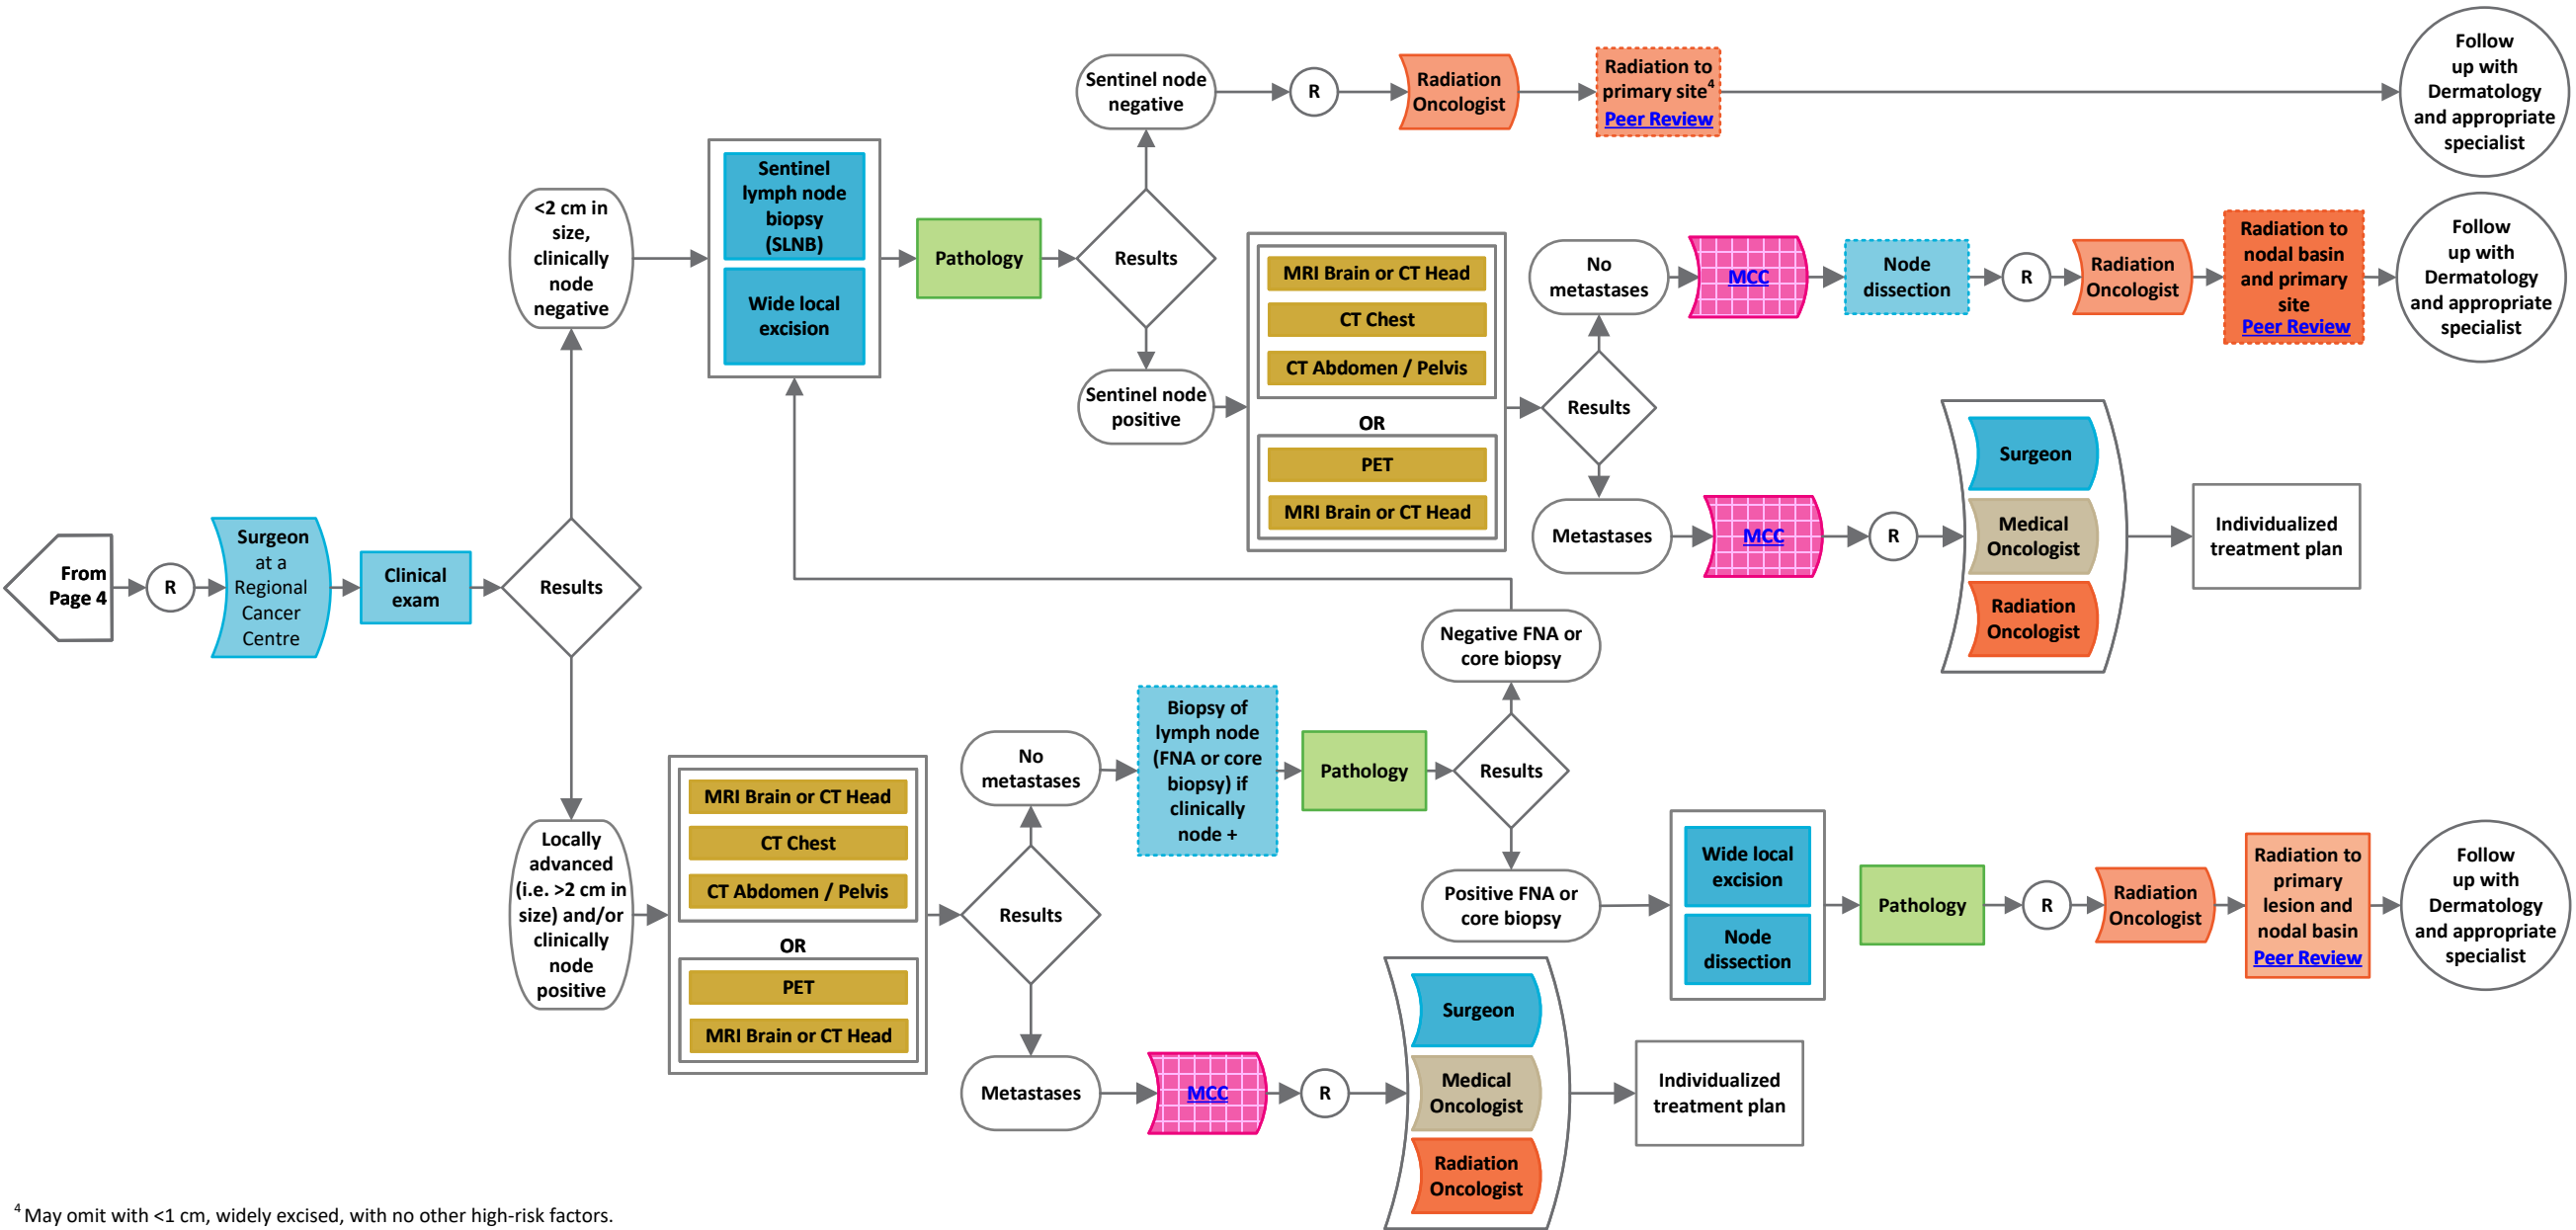 From
Page 4
R
Surgeon
at a
Regional
Cancer
Centre
Clinical
exam
Results
<2 cm in
size,
clinically
node
negative
Sentinel
lymph node
biopsy
(SLNB)
Wide local
excision
Pathology
Results
Sentinel node
negative
R
Radiation
Oncologist
Radiation to
primary site4
Peer Review
Follow
up with
Dermatology
and appropriate
specialist
Sentinel node
positive
MRI Brain or CT Head
CT Chest
CT Abdomen / Pelvis
OR
PET
MRI Brain or CT Head
Results
No
metastases
MCC
Node
dissection
R
Radiation
Oncologist
Radiation to
nodal basin
and primary
site
Peer Review
Follow
up with
Dermatology
and appropriate
specialist
Metastases
MCC
R
Surgeon
Medical
Oncologist
Radiation
Oncologist
Individualized
treatment plan
Locally
advanced
(i.e. >2 cm in
size) and/or
clinically
node
positive
MRI Brain or CT Head
CT Chest
CT Abdomen / Pelvis
OR
PET
MRI Brain or CT Head
Results
No
metastases
Biopsy of
lymph node
(FNA or core
biopsy) if
clinically
node +
Pathology
Results
Negative FNA or
core biopsy
Positive FNA or
core biopsy
Wide local
excision
Node
dissection
Pathology
R
Radiation
Oncologist
Radiation to
primary
lesion and
nodal basin
Peer Review
Follow
up with
Dermatology
and appropriate
specialist
Metastases
MCC
R
Surgeon
Medical
Oncologist
Radiation
Oncologist
Individualized
treatment plan
4 May omit with <1 cm, widely excised, with no other high-risk factors.